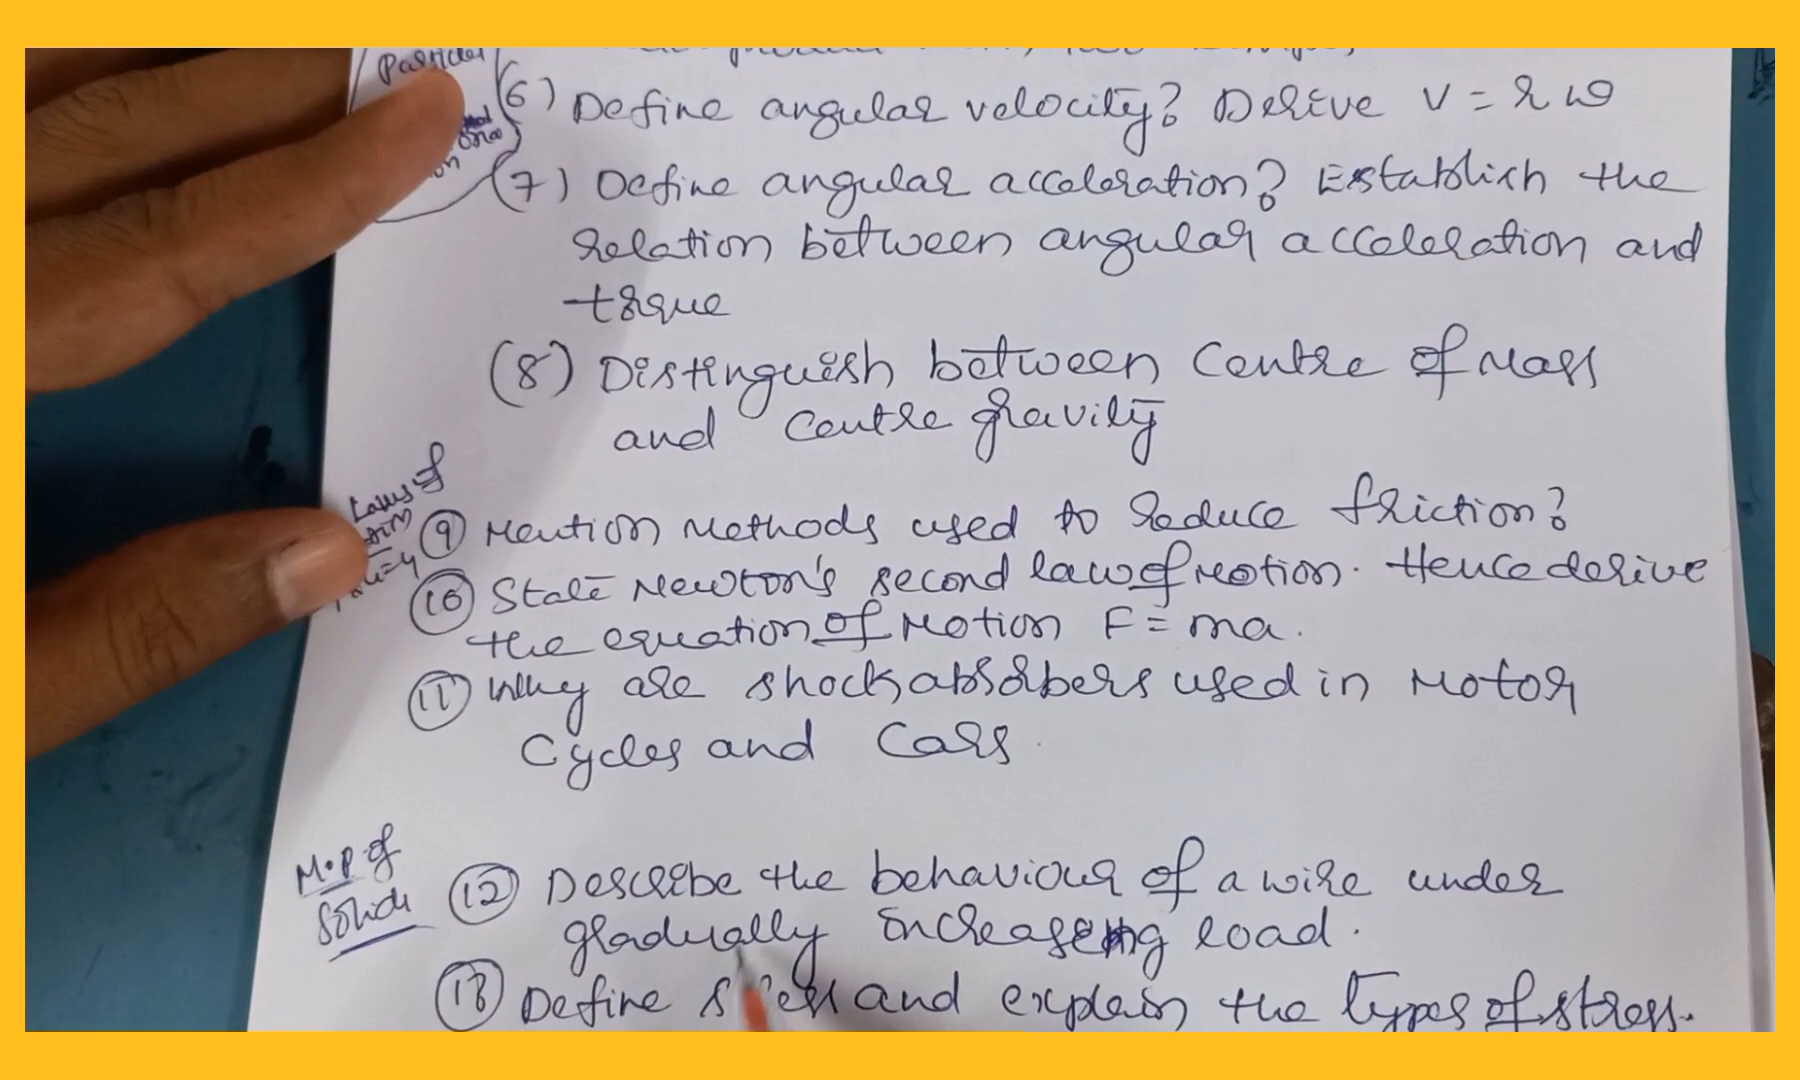 Particles
(6) Define angular velocity? Derive V = rω
(7) Define angular acceleration? Establish the
relation between angular acceleration and
trque
(8) Distinguish between Centre of Mass
and Centre gravity
Laws of
(9) Mention Methods used to reduce friction?
(10) State Newton's second law of motion. Hence derive
the equation of Motion F = ma.
(11) Why are shock absorbers used in Motor
Cycles and Cars.
M.P of
Solids
(12) Describe the behaviour of a wire under
gradually increaseing load.
(13) Define stress and explain the types of stress.